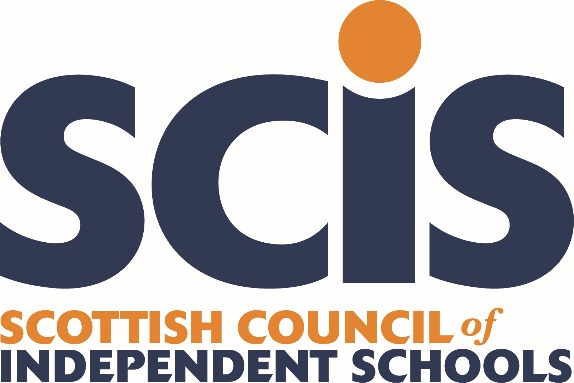 scis
SCOTTISH COUNCIL of
INDEPENDENT SCHOOLS